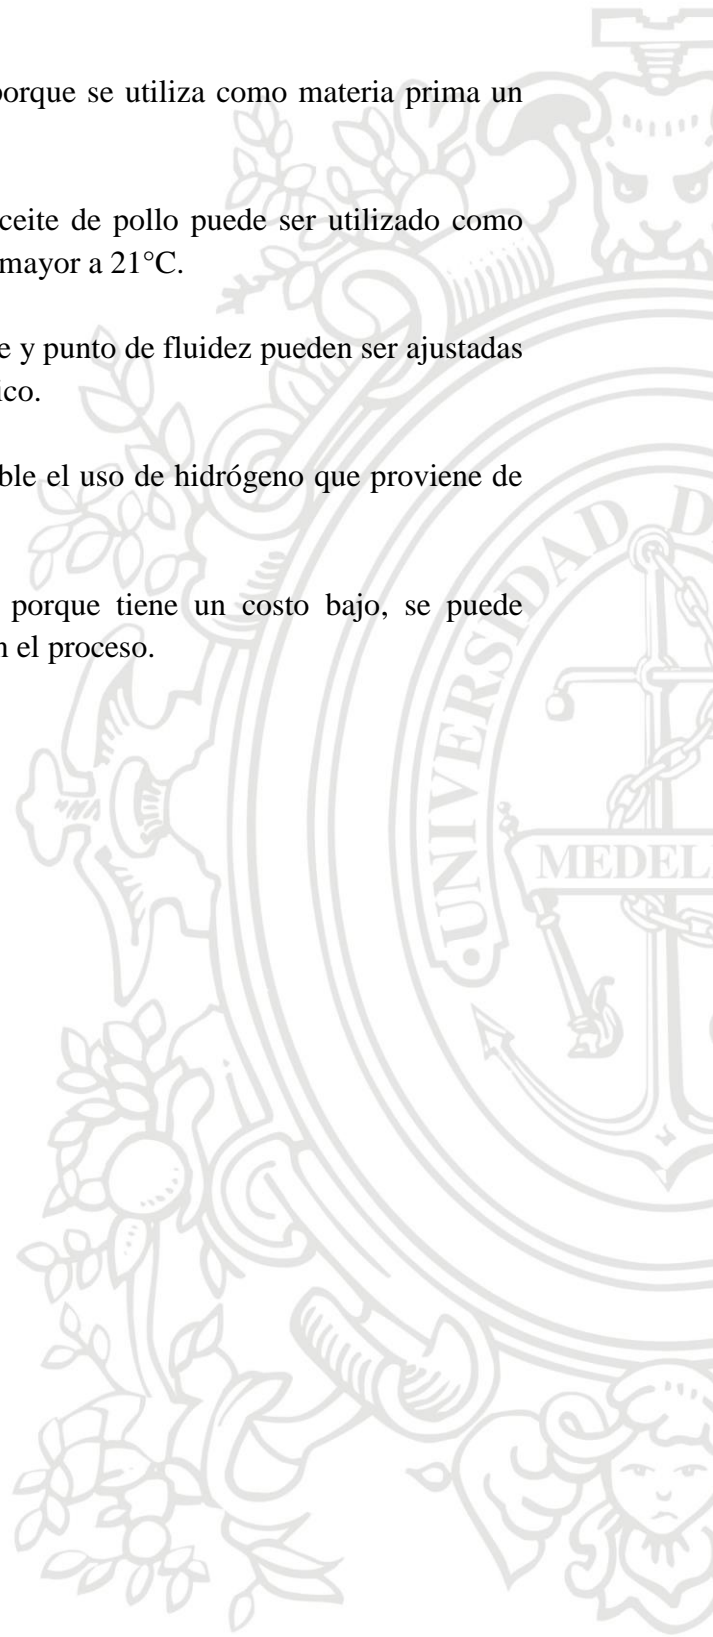 porque se utiliza como materia prima un
aceite de pollo puede ser utilizado como
mayor a 21°C.
e y punto de fluidez pueden ser ajustadas
ico.
ble el uso de hidrógeno que proviene de
porque tiene un costo bajo, se puede
n el proceso.
UNIVERSIDAD D
MEDEL